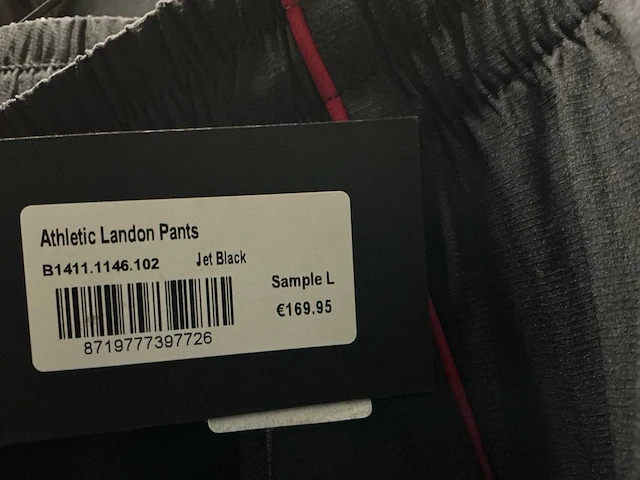 Athletic Landon Pants
B1411.1146.102 Jet Black
Sample L
€169.95
8719777397726